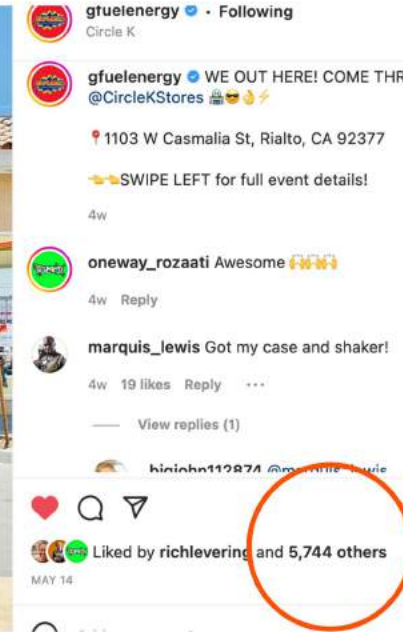 gfuelenergy • Following
Circle K
gfuelenergy WE OUT HERE! COME THR
@CircleKStores 🏪😎👌⚡
📍1103 W Casmalia St, Rialto, CA 92377
👈👈SWIPE LEFT for full event details!
4w
oneway_rozaati Awesome 🙌🙌🙌
4w Reply
marquis_lewis Got my case and shaker!
4w 19 likes Reply ...
View replies (1)
bigjohn112874 @marquis_lewis
Liked by richlevering and 5,744 others
MAY 14